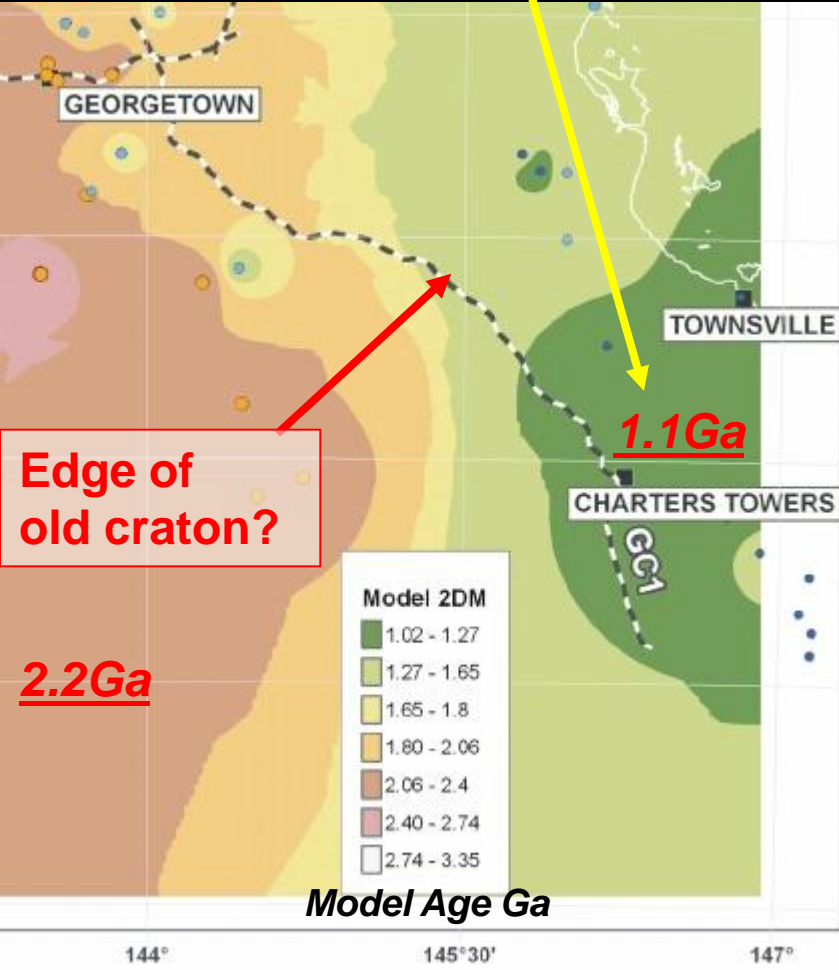 GEORGETOWN
TOWNSVILLE
1.1Ga
Edge of
old craton?
CHARTERS TOWERS
GC1
2.2Ga
Model 2DM
1.02 - 1.27
1.27 - 1.65
1.65 - 1.8
1.80 - 2.06
2.06 - 2.4
2.40 - 2.74
2.74 - 3.35
Model Age Ga
144°
145°30'
147°